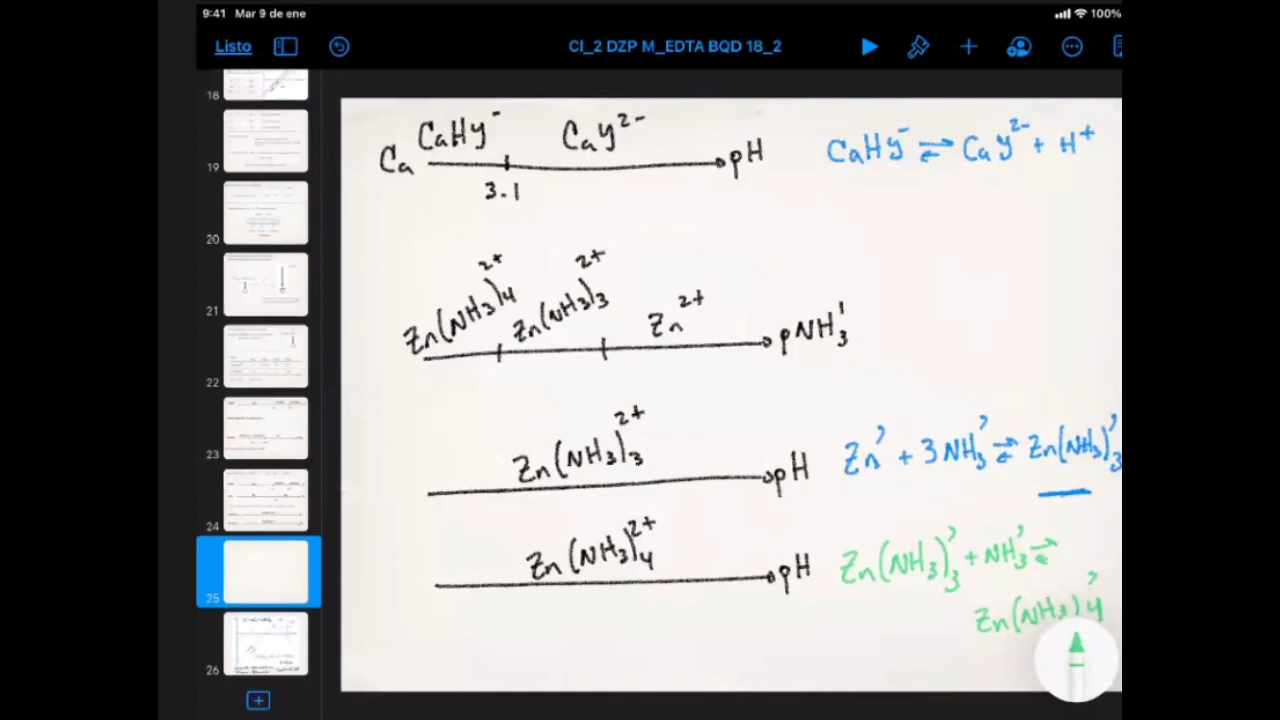 9:41 Mar 9 de ene
100%
Listo
CI_2 DZP M_EDTA BQD 18_2
18
19
20
21
22
23
24
25
26
CaHy⁻ Cay²⁻
Ca pH
3.1
CaHy⁻ ⇌ Cay²⁻ + H⁺
Zn(NH3)4²⁺ Zn(NH3)3²⁺ Zn²⁺
pNH3'
Zn(NH3)3²⁺
pH
Zn' + 3NH3' ⇌ Zn(NH3)3'
Zn(NH3)4²⁺
pH
Zn(NH3)3' + NH3' ⇌
Zn(NH3)4'